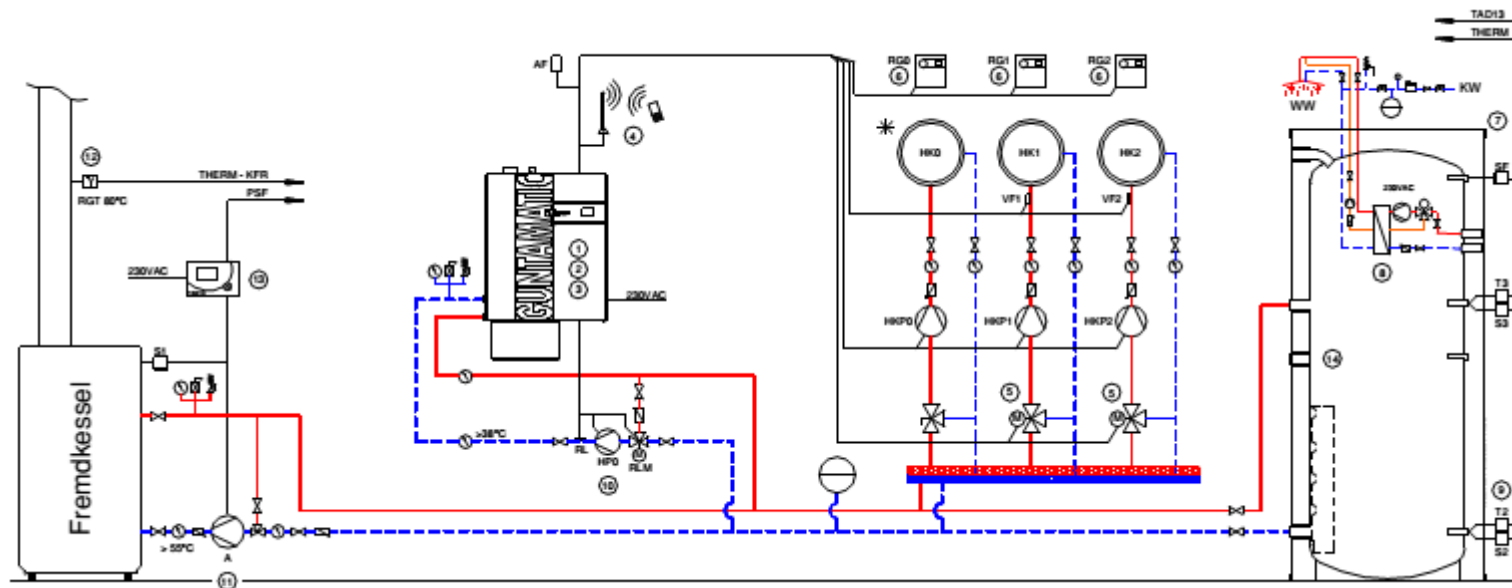 TAD13
THERM
AF
RG0
RG1
RG2
6
6
6
WW
KW
4
7
12
HK0
HK1
HK2
SF
THERM - KFR
RGT 80°C
PSF
VF1
VF2
230VAC
GUNTAMATIC
1
2
3
8
230VAC
13
230VAC
T3
S3
HKP0
HKP1
HKP2
S1
14
5
5
M
M
Fremdkessel
>38°C
RL
HP0
M
RLM
10
9
T2
S2
> 55°C
A
11